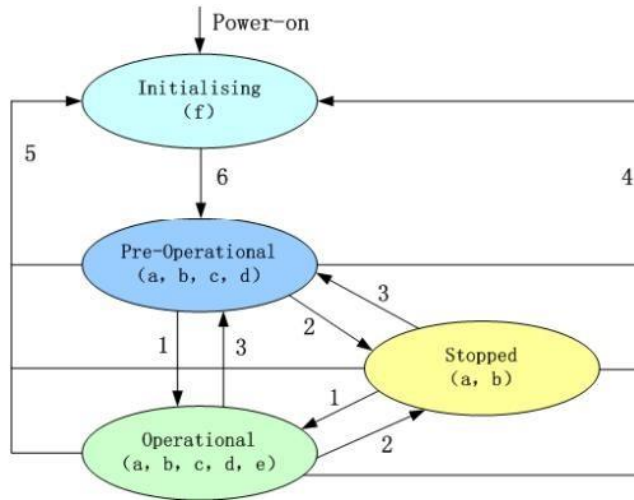 Power-on
Initialising
(f)
5
6
4
Pre-Operational
(a, b, c, d)
3
2
1
3
Stopped
(a, b)
1
Operational
(a, b, c, d, e)
2